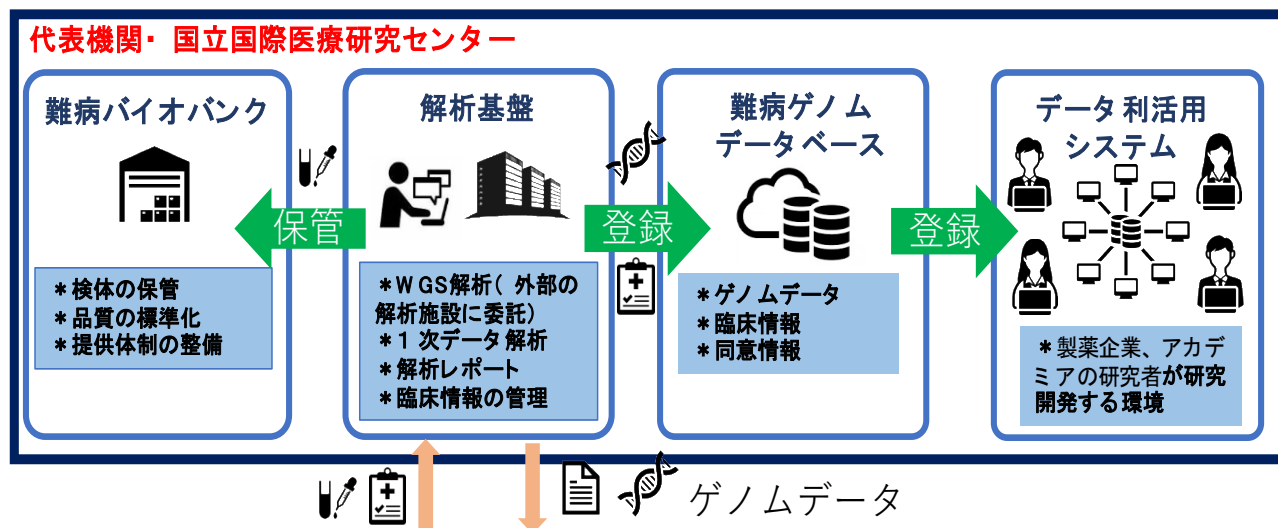 代表機関・国立国際医療研究センター
難病バイオバンク
保管
*検体の保管
*品質の標準化
*提供体制の整備
解析基盤
登録
*WGS解析(外部の
解析施設に委託)
*1次データ解析
*解析レポート
*臨床情報の管理
難病ゲノム
データベース
登録
*ゲノムデータ
*臨床情報
*同意情報
データ利活用
システム
*製薬企業、アカデ
ミアの研究者が研究
開発する環境
ゲノムデータ